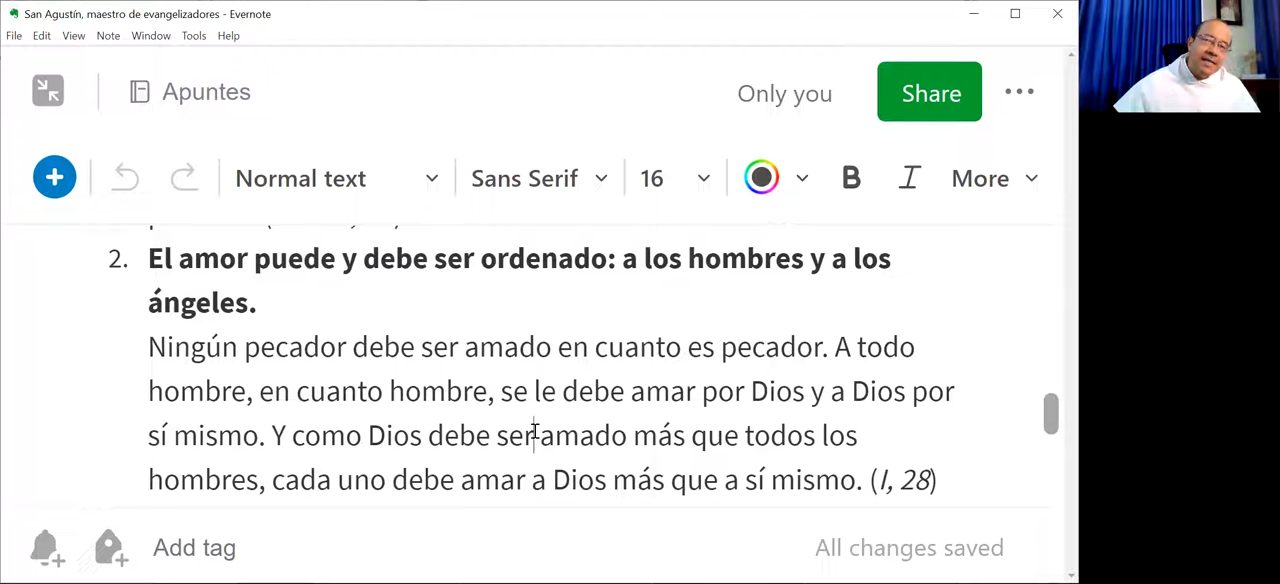 San Agustín, maestro de evangelizadores - Evernote
File Edit View Note Window Tools Help
Apuntes
Only you
Share
Normal text
Sans Serif
16
B
I
More
2. El amor puede y debe ser ordenado: a los hombres y a los
ángeles.
Ningún pecador debe ser amado en cuanto es pecador. A todo
hombre, en cuanto hombre, se le debe amar por Dios y a Dios por
sí mismo. Y como Dios debe ser amado más que todos los
hombres, cada uno debe amar a Dios más que a sí mismo. (I, 28)
Add tag
All changes saved